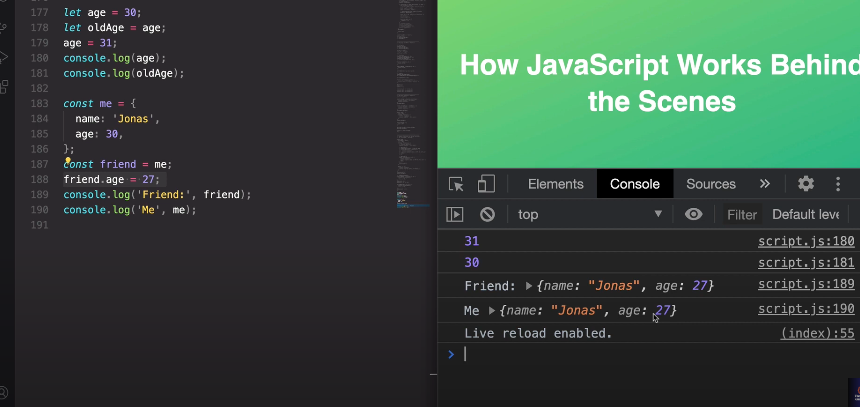 177 let age = 30;
178 let oldAge = age;
179 age = 31;
180 console.log(age);
181 console.log(oldAge);
182
183 const me = {
184 name: 'Jonas',
185 age: 30,
186 };
187 const friend = me;
188 friend.age = 27;
189 console.log('Friend:', friend);
190 console.log('Me', me);
191
How JavaScript Works Behind
the Scenes
Elements Console Sources »
top ▼ Filter Default leve
31 script.js:180
30 script.js:181
Friend: ▶{name: "Jonas", age: 27} script.js:189
Me ▶{name: "Jonas", age: 27} script.js:190
Live reload enabled. (index):55
>